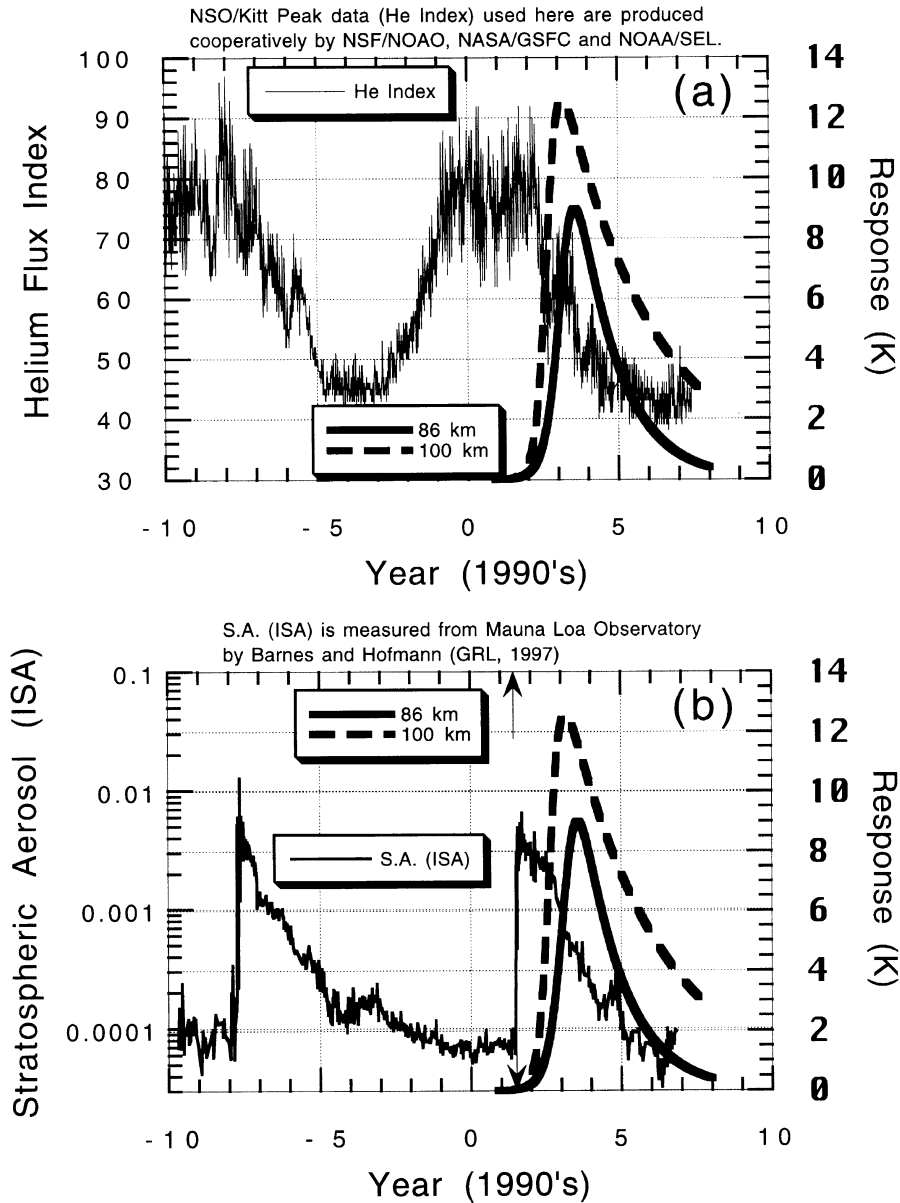 NSO/Kitt Peak data (He Index) used here are produced
cooperatively by NSF/NOAO, NASA/GSFC and NOAA/SEL.
100
90
80
70
60
50
40
30
Helium Flux Index
He Index
(a)
14
12
10
8
6
4
2
0
Response (K)
86 km
100 km
-10
-5
0
5
10
Year (1990's)
S.A. (ISA) is measured from Mauna Loa Observatory
by Barnes and Hofmann (GRL, 1997)
0.1
0.01
0.001
0.0001
Stratospheric Aerosol (ISA)
86 km
100 km
(b)
S.A. (ISA)
14
12
10
8
6
4
2
0
Response (K)
-10
-5
0
5
10
Year (1990's)